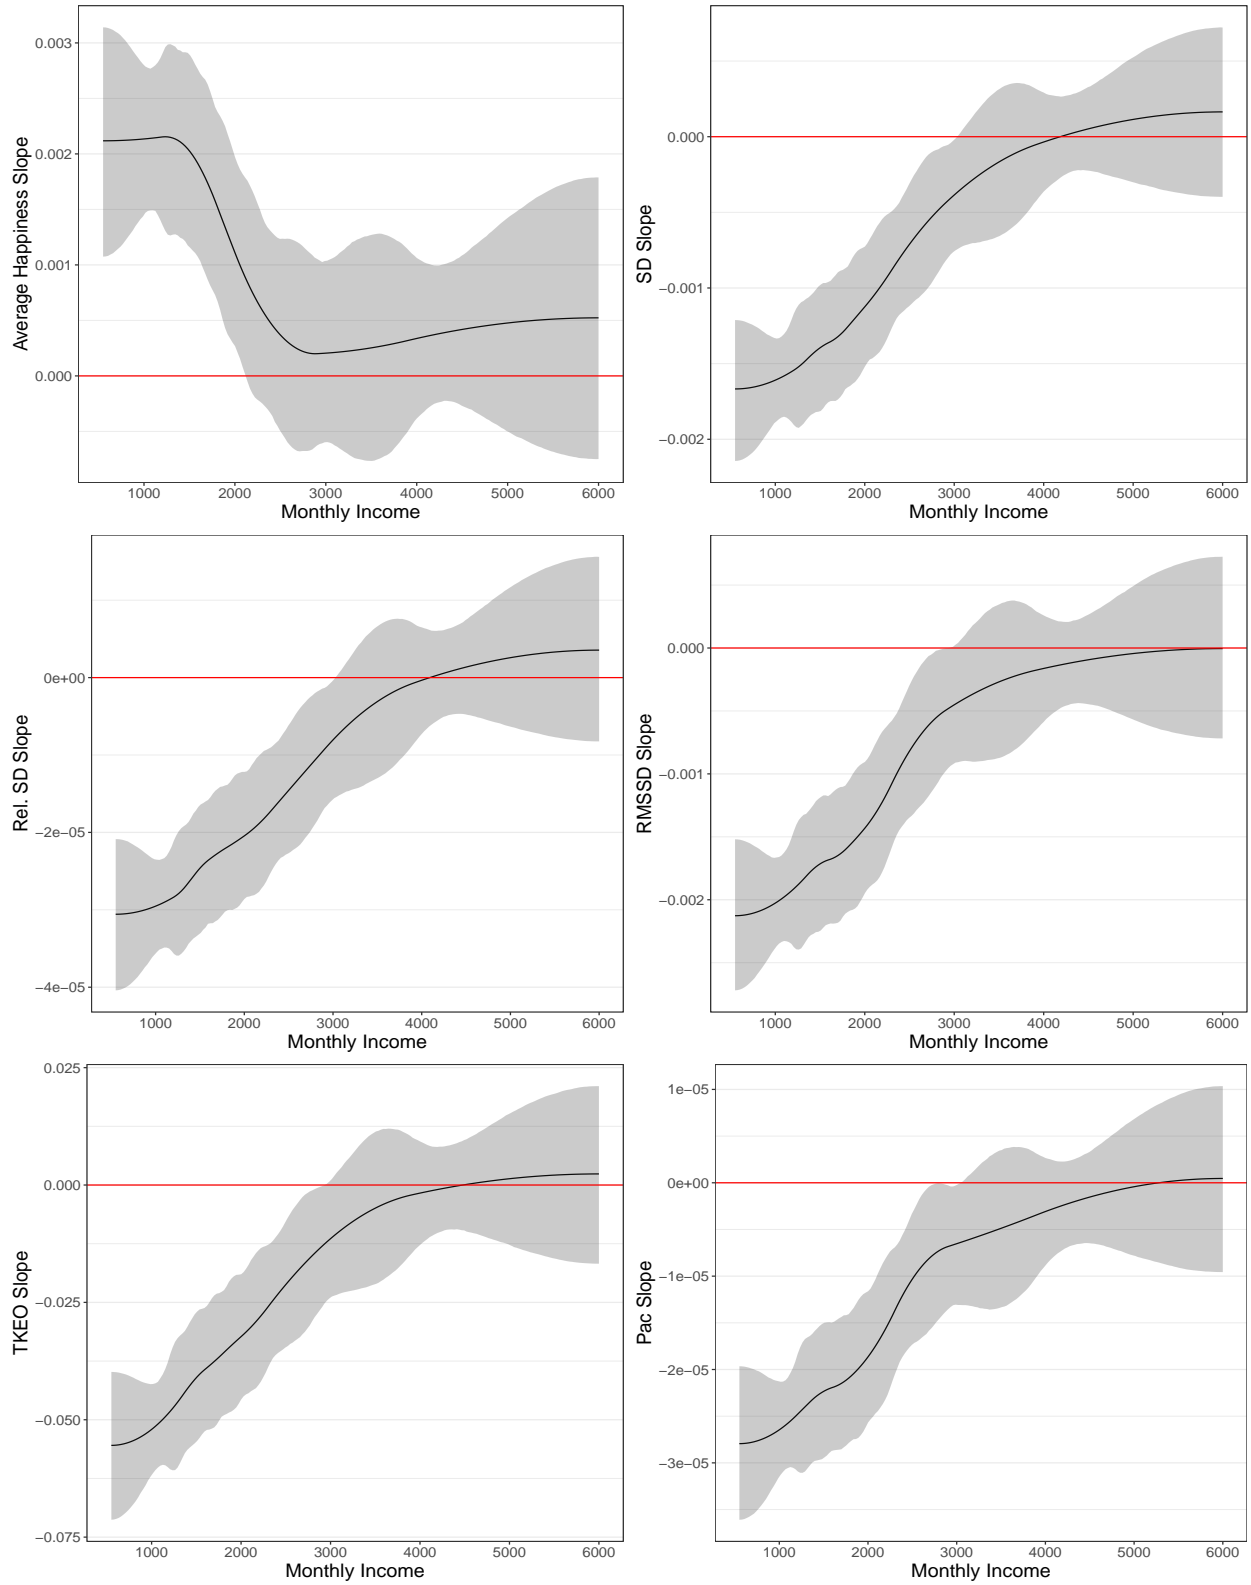 Average Happiness Slope
0.003
0.002
0.001
0.000
1000 2000 3000 4000 5000 6000
Monthly Income
SD Slope
0.000
−0.001
−0.002
1000 2000 3000 4000 5000 6000
Monthly Income
Rel. SD Slope
0e+00
−2e−05
−4e−05
1000 2000 3000 4000 5000 6000
Monthly Income
RMSSD Slope
0.000
−0.001
−0.002
1000 2000 3000 4000 5000 6000
Monthly Income
TKEO Slope
0.025
0.000
−0.025
−0.050
−0.075
1000 2000 3000 4000 5000 6000
Monthly Income
Pac Slope
1e−05
0e+00
−1e−05
−2e−05
−3e−05
1000 2000 3000 4000 5000 6000
Monthly Income